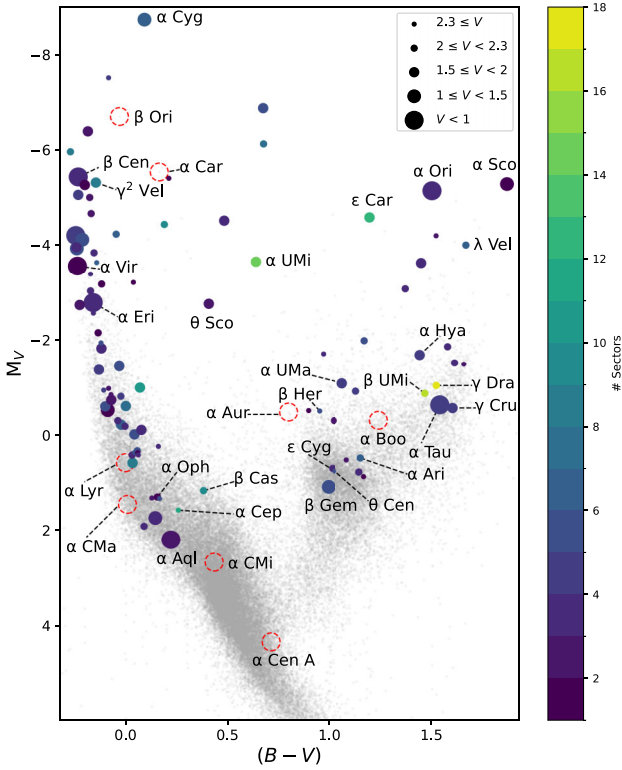 2.3 ≤ V
2 ≤ V < 2.3
1.5 ≤ V < 2
1 ≤ V < 1.5
V < 1
α Cyg
β Ori
β Cen
α Car
γ² Vel
α Ori
α Sco
ε Car
λ Vel
α Vir
α UMi
α Eri
θ Sco
α Hya
α UMa
β UMi
γ Dra
β Her
α Aur
γ Cru
α Boo
α Tau
ε Cyg
α Ari
α Oph
β Cas
θ Cen
α Lyr
β Gem
α Cep
α CMa
α Aql
α CMi
α Cen A
−8
−6
−4
−2
0
2
4
M_V
0.0
0.5
1.0
1.5
(B − V)
18
16
14
12
10
8
6
4
2
# Sectors